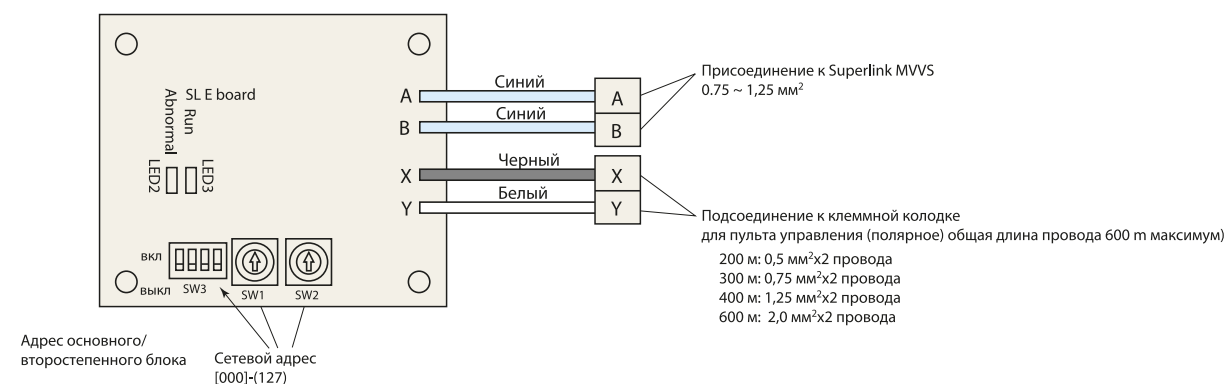 SL E board
Abnormal
Run
LED2
LED3
вкл
выкл
SW3
SW1
SW2
A
B
X
Y
Синий
Синий
Черный
Белый
A
B
X
Y
Присоединение к Superlink MVVS
0.75 ~ 1,25 мм²
Подсоединение к клеммной колодке
для пульта управления (полярное) общая длина провода 600 m максимум)
200 м: 0,5 мм²x2 провода
300 м: 0,75 мм²x2 провода
400 м: 1,25 мм²x2 провода
600 м: 2,0 мм²x2 провода
Адрес основного/
второстепенного блока
Сетевой адрес
[000]-(127)